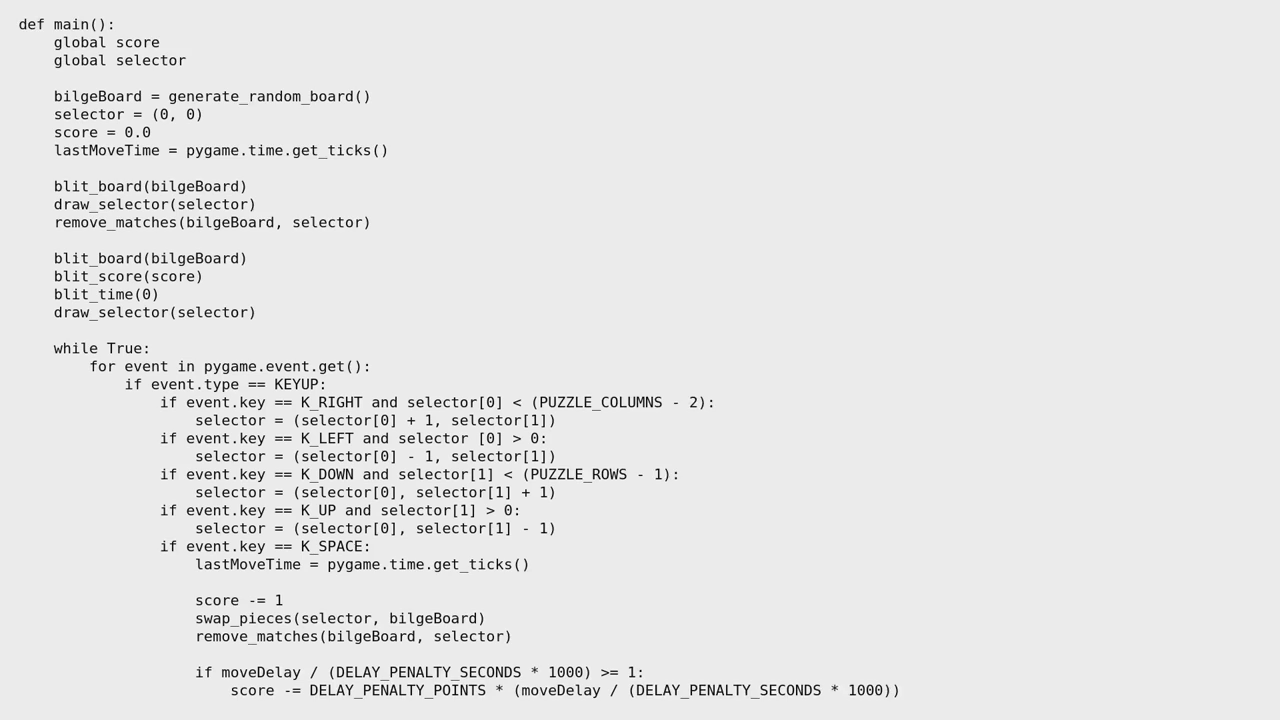 def main():
    global score
    global selector

    bilgeBoard = generate_random_board()
    selector = (0, 0)
    score = 0.0
    lastMoveTime = pygame.time.get_ticks()

    blit_board(bilgeBoard)
    draw_selector(selector)
    remove_matches(bilgeBoard, selector)

    blit_board(bilgeBoard)
    blit_score(score)
    blit_time(0)
    draw_selector(selector)

    while True:
        for event in pygame.event.get():
            if event.type == KEYUP:
                if event.key == K_RIGHT and selector[0] < (PUZZLE_COLUMNS - 2):
                    selector = (selector[0] + 1, selector[1])
                if event.key == K_LEFT and selector [0] > 0:
                    selector = (selector[0] - 1, selector[1])
                if event.key == K_DOWN and selector[1] < (PUZZLE_ROWS - 1):
                    selector = (selector[0], selector[1] + 1)
                if event.key == K_UP and selector[1] > 0:
                    selector = (selector[0], selector[1] - 1)
                if event.key == K_SPACE:
                    lastMoveTime = pygame.time.get_ticks()

                    score -= 1
                    swap_pieces(selector, bilgeBoard)
                    remove_matches(bilgeBoard, selector)

                    if moveDelay / (DELAY_PENALTY_SECONDS * 1000) >= 1:
                        score -= DELAY_PENALTY_POINTS * (moveDelay / (DELAY_PENALTY_SECONDS * 1000))